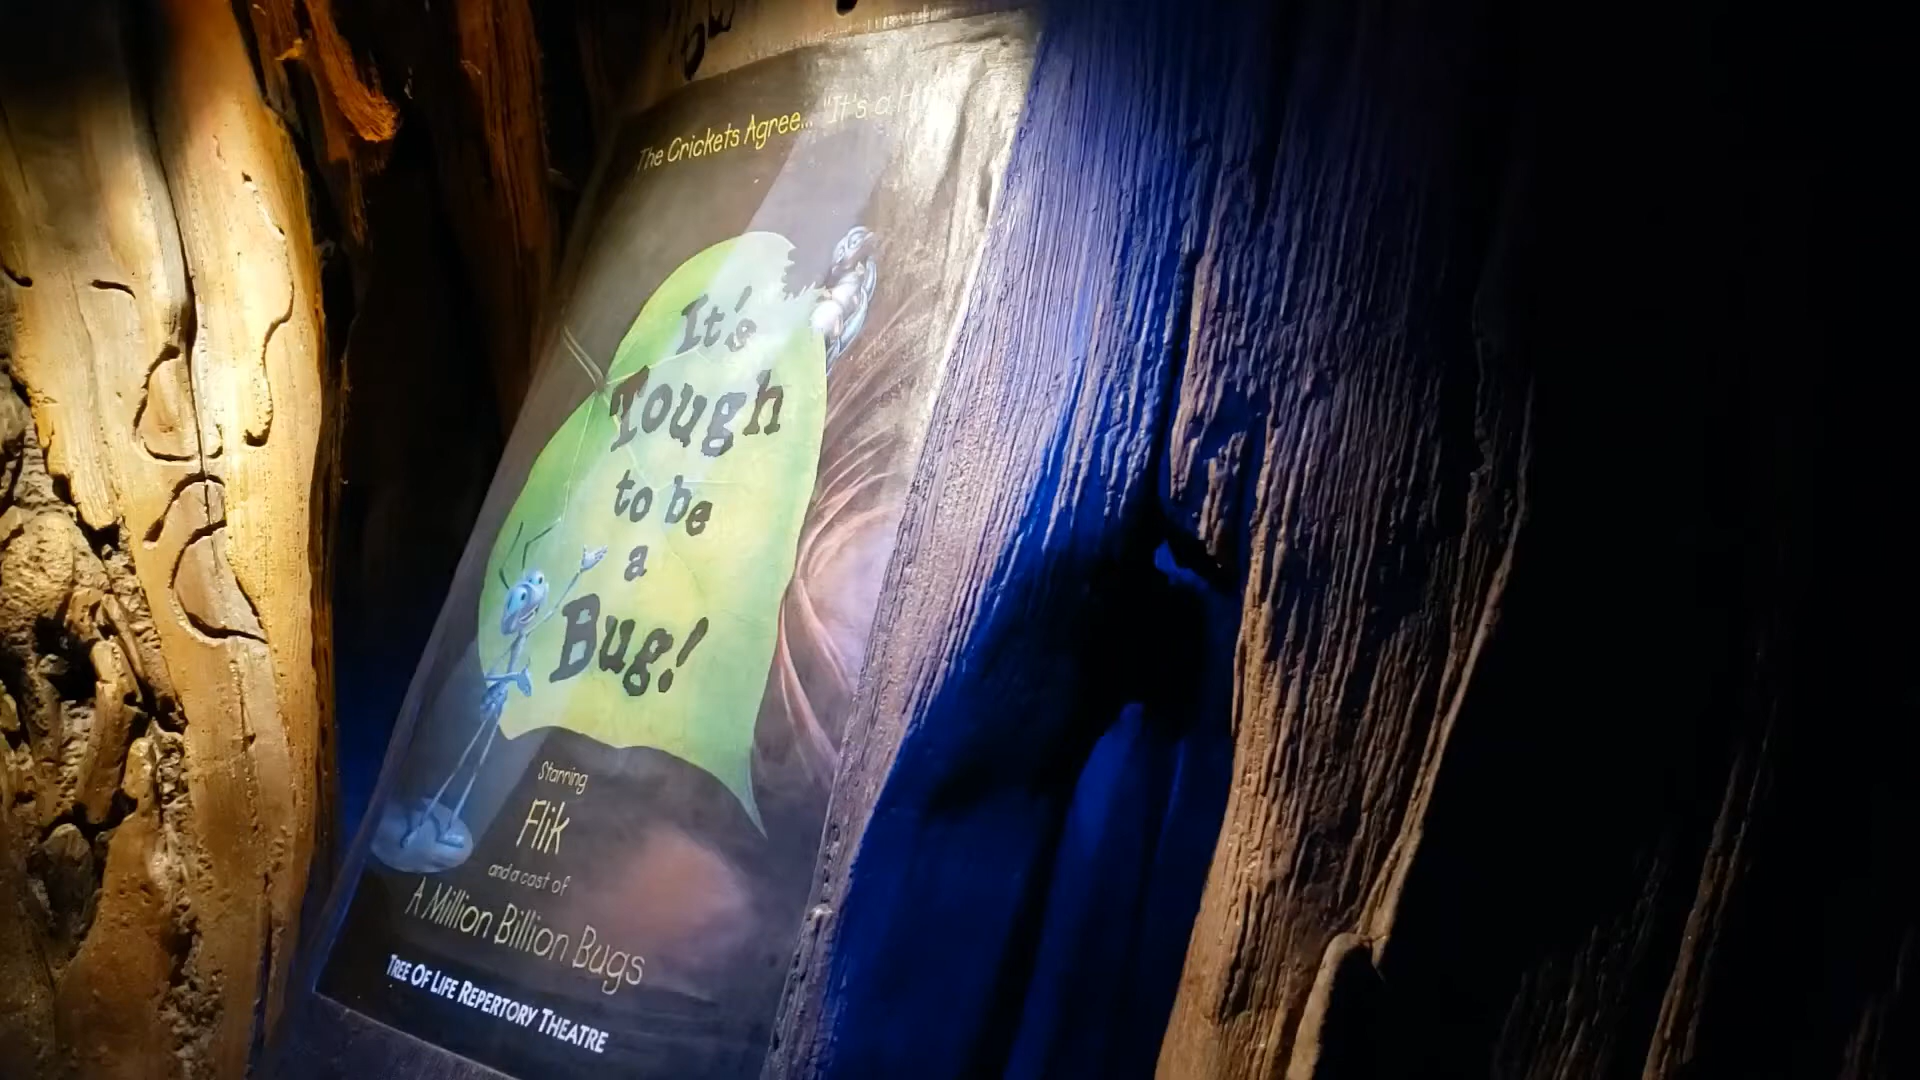 The Crickets Agree... "It's a H
It's
Tough
to be
a
Bug!
Starring
Flik
and a cast of
A Million Billion Bugs
TREE OF LIFE REPERTORY THEATRE